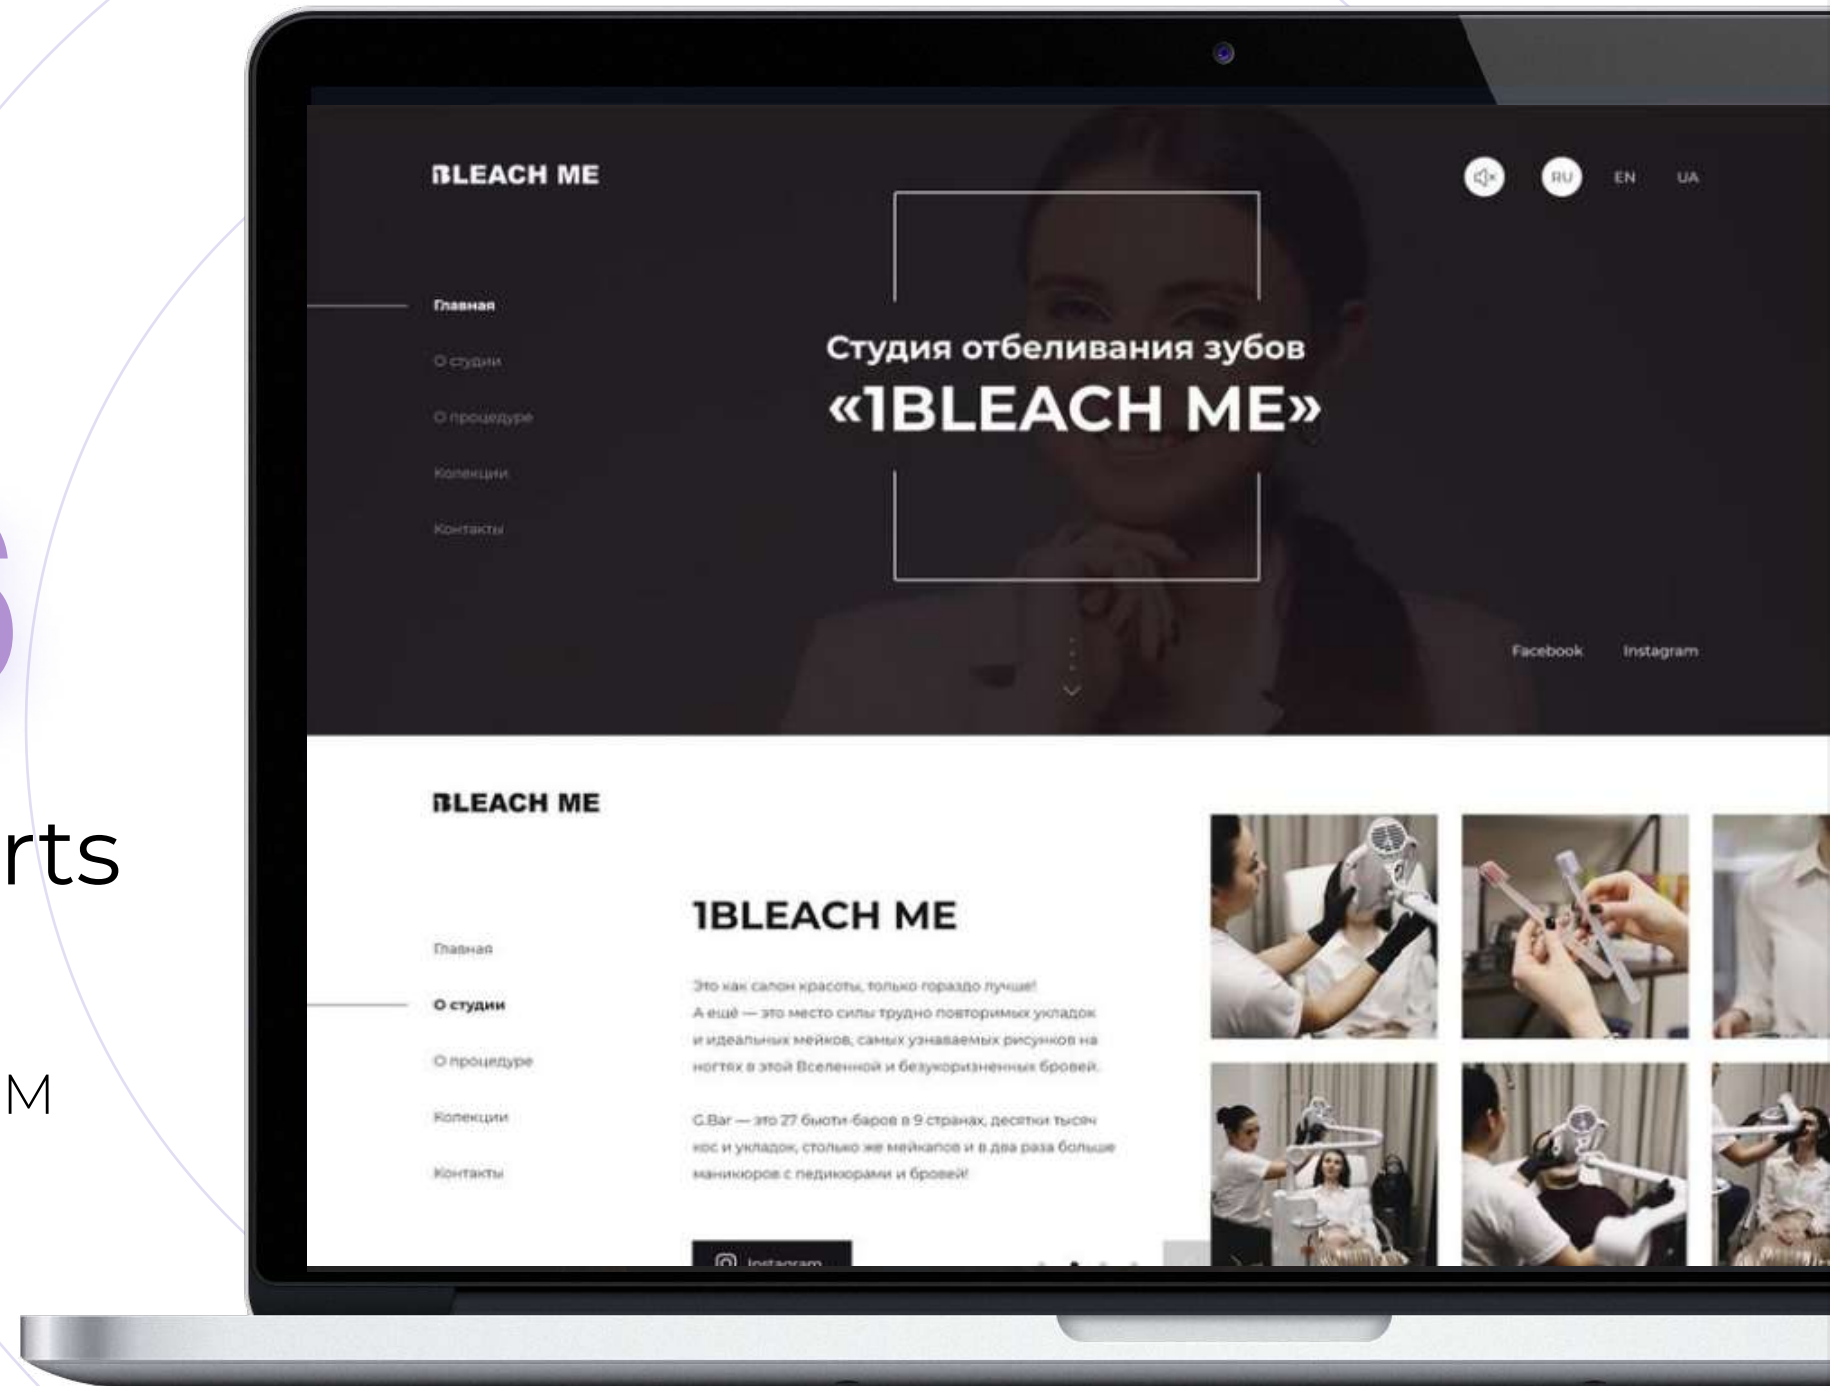 1BLEACH ME
RU EN UA
Главная
О студии
О процедуре
Колекции
Контакты
Студия отбеливания зубов
«1BLEACH ME»
Facebook Instagram
1BLEACH ME
rts
M
Главная
О студии
О процедуре
Колекции
Контакты
1BLEACH ME
Это как салон красоты, только гораздо лучше!
А ещё — это место силы трудно повторимых укладок
и идеальных мейков, самых узнаваемых рисунков на
ногтях в этой Вселенной и безукоризненных бровей.
G.Bar — это 27 бьюти-баров в 9 странах, десятки тысяч
кос и укладок, столько же мейкапов и в два раза больше
маникюров с педикюрами и бровей!
Instagram